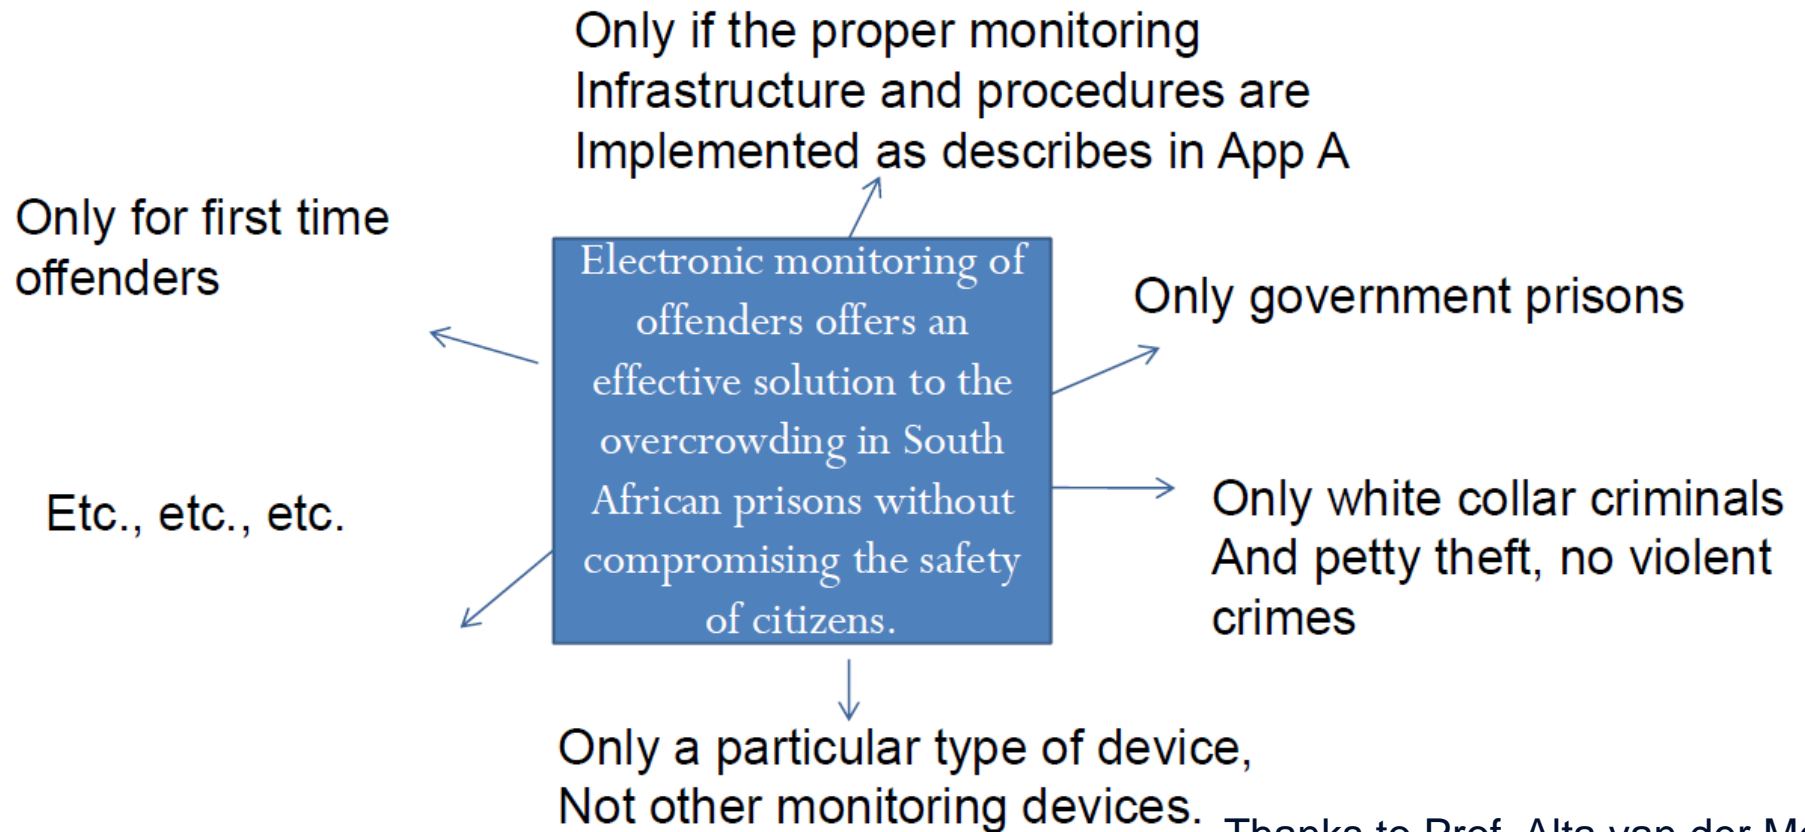 Only if the proper monitoring
Infrastructure and procedures are
Implemented as describes in App A
Only for first time
offenders
Electronic monitoring of
offenders offers an
effective solution to the
overcrowding in South
African prisons without
compromising the safety
of citizens.
Only government prisons
Etc., etc., etc.
Only white collar criminals
And petty theft, no violent
crimes
Only a particular type of device,
Not other monitoring devices.
Thanks to Prof. Alta van der